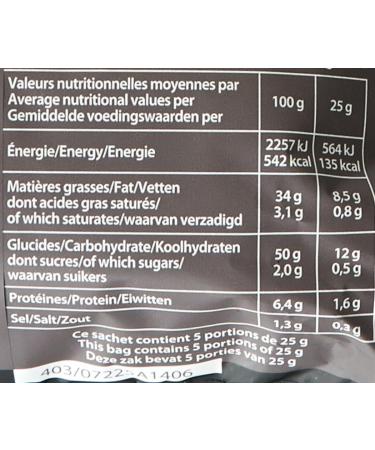 Valeurs nutritionnelles moyennes par
Average nutritional values per
Gemiddelde voedingswaarden per
100 g
25 g
Énergie/Energy/Energie
2257 kJ
542 kcal
564 kJ
135 kcal
Matières grasses/Fat/Vetten
dont acides gras saturés/
of which saturates/waarvan verzadigd
34 g
3,1 g
8,5 g
0,8 g
Glucides/Carbohydrate/Koolhydraten
dont sucres/of which sugars/
waarvan suikers
50 g
2,0 g
12 g
0,5 g
Protéines/Protein/Eiwitten
6,4 g
1,6 g
Sel/Salt/Zout
1,3 g
0,3 g
Ce sachet contient 5 portions de 25 g
This bag contains 5 portions of 25 g
Deze zak bevat 5 porties van 25 g
403/07225A1406